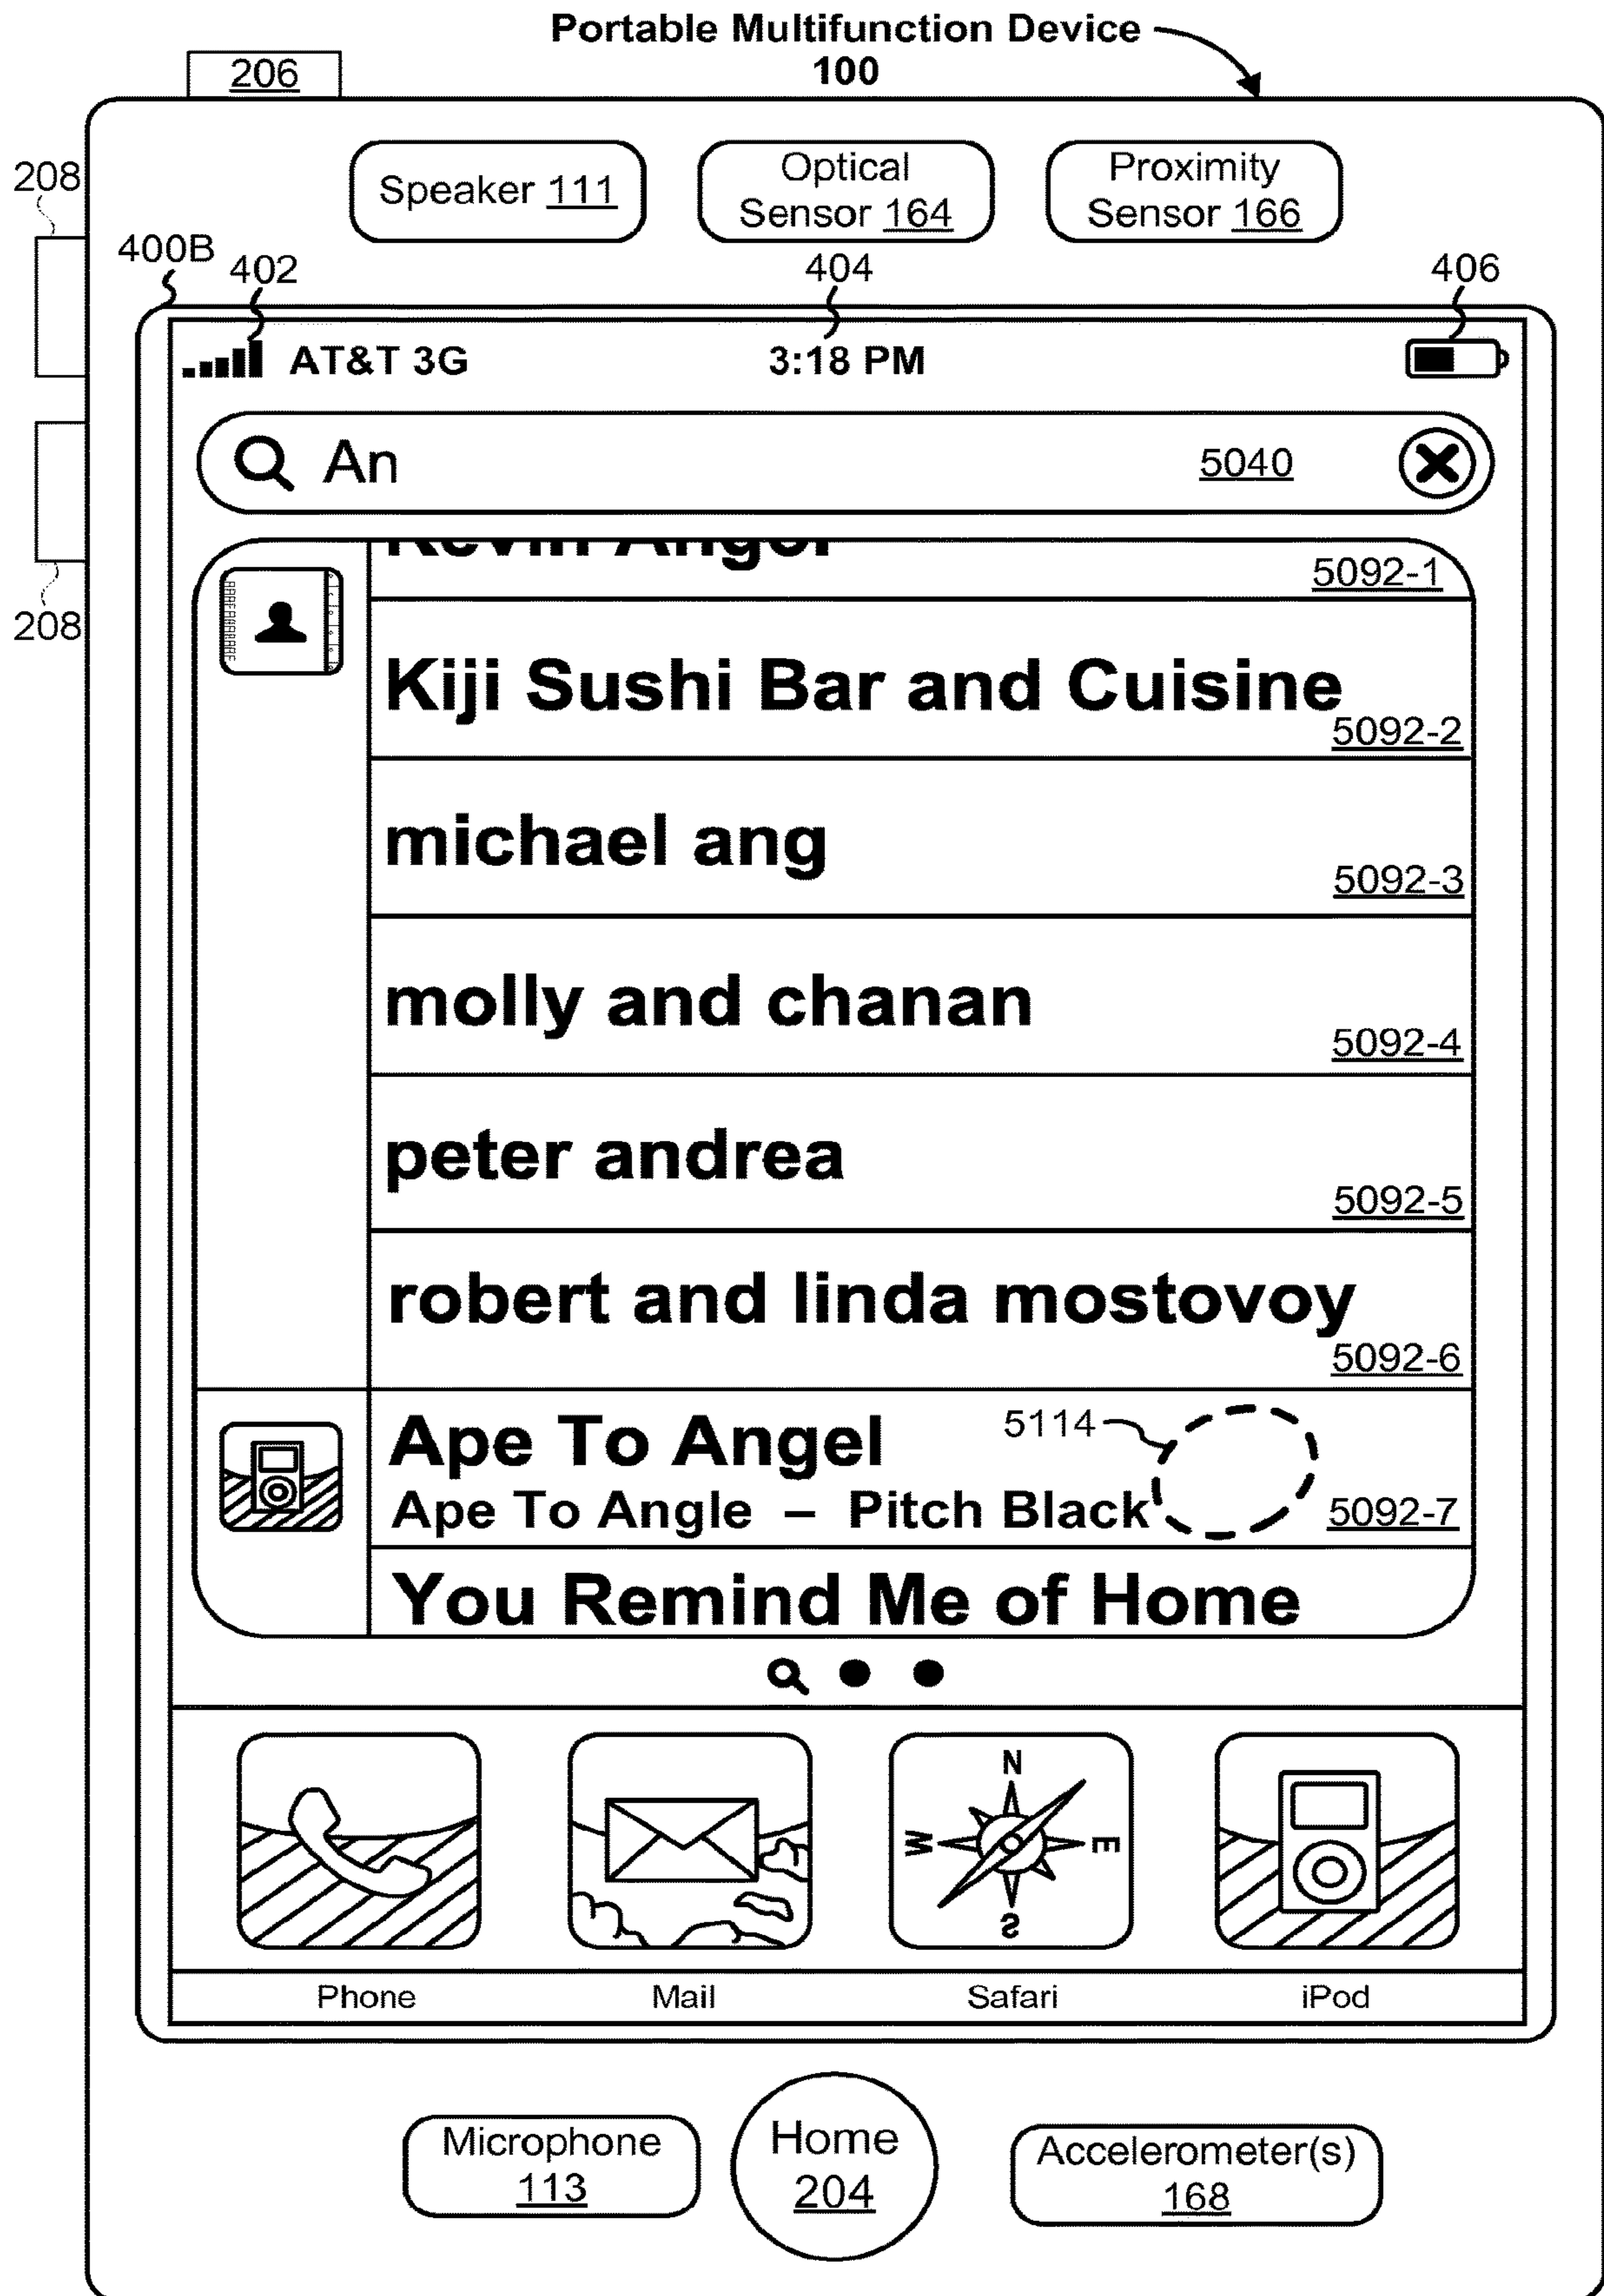 Portable Multifunction Device
100
206
208
Speaker 111
Optical
Sensor 164
Proximity
Sensor 166
400B
402
404
406
AT&T 3G
3:18 PM
An
5040
208
5092-1
Kiji Sushi Bar and Cuisine
5092-2
michael ang
5092-3
molly and chanan
5092-4
peter andrea
5092-5
robert and linda mostovoy
5092-6
Ape To Angel
5114
Ape To Angle – Pitch Black
5092-7
You Remind Me of Home
N
W
E
S
Phone
Mail
Safari
iPod
Microphone
113
Home
204
Accelerometer(s)
168